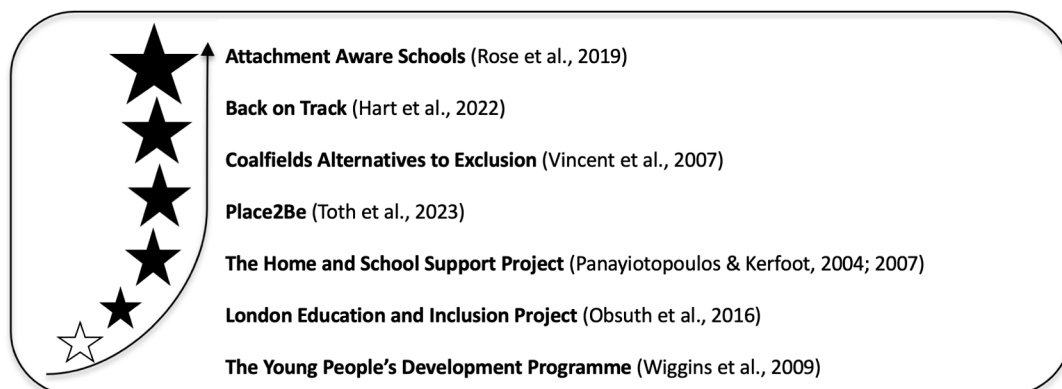 Attachment Aware Schools (Rose et al., 2019)
Back on Track (Hart et al., 2022)
Coalfields Alternatives to Exclusion (Vincent et al., 2007)
Place2Be (Toth et al., 2023)
The Home and School Support Project (Panayiotopoulos & Kerfoot, 2004; 2007)
London Education and Inclusion Project (Obsuth et al., 2016)
The Young People’s Development Programme (Wiggins et al., 2009)